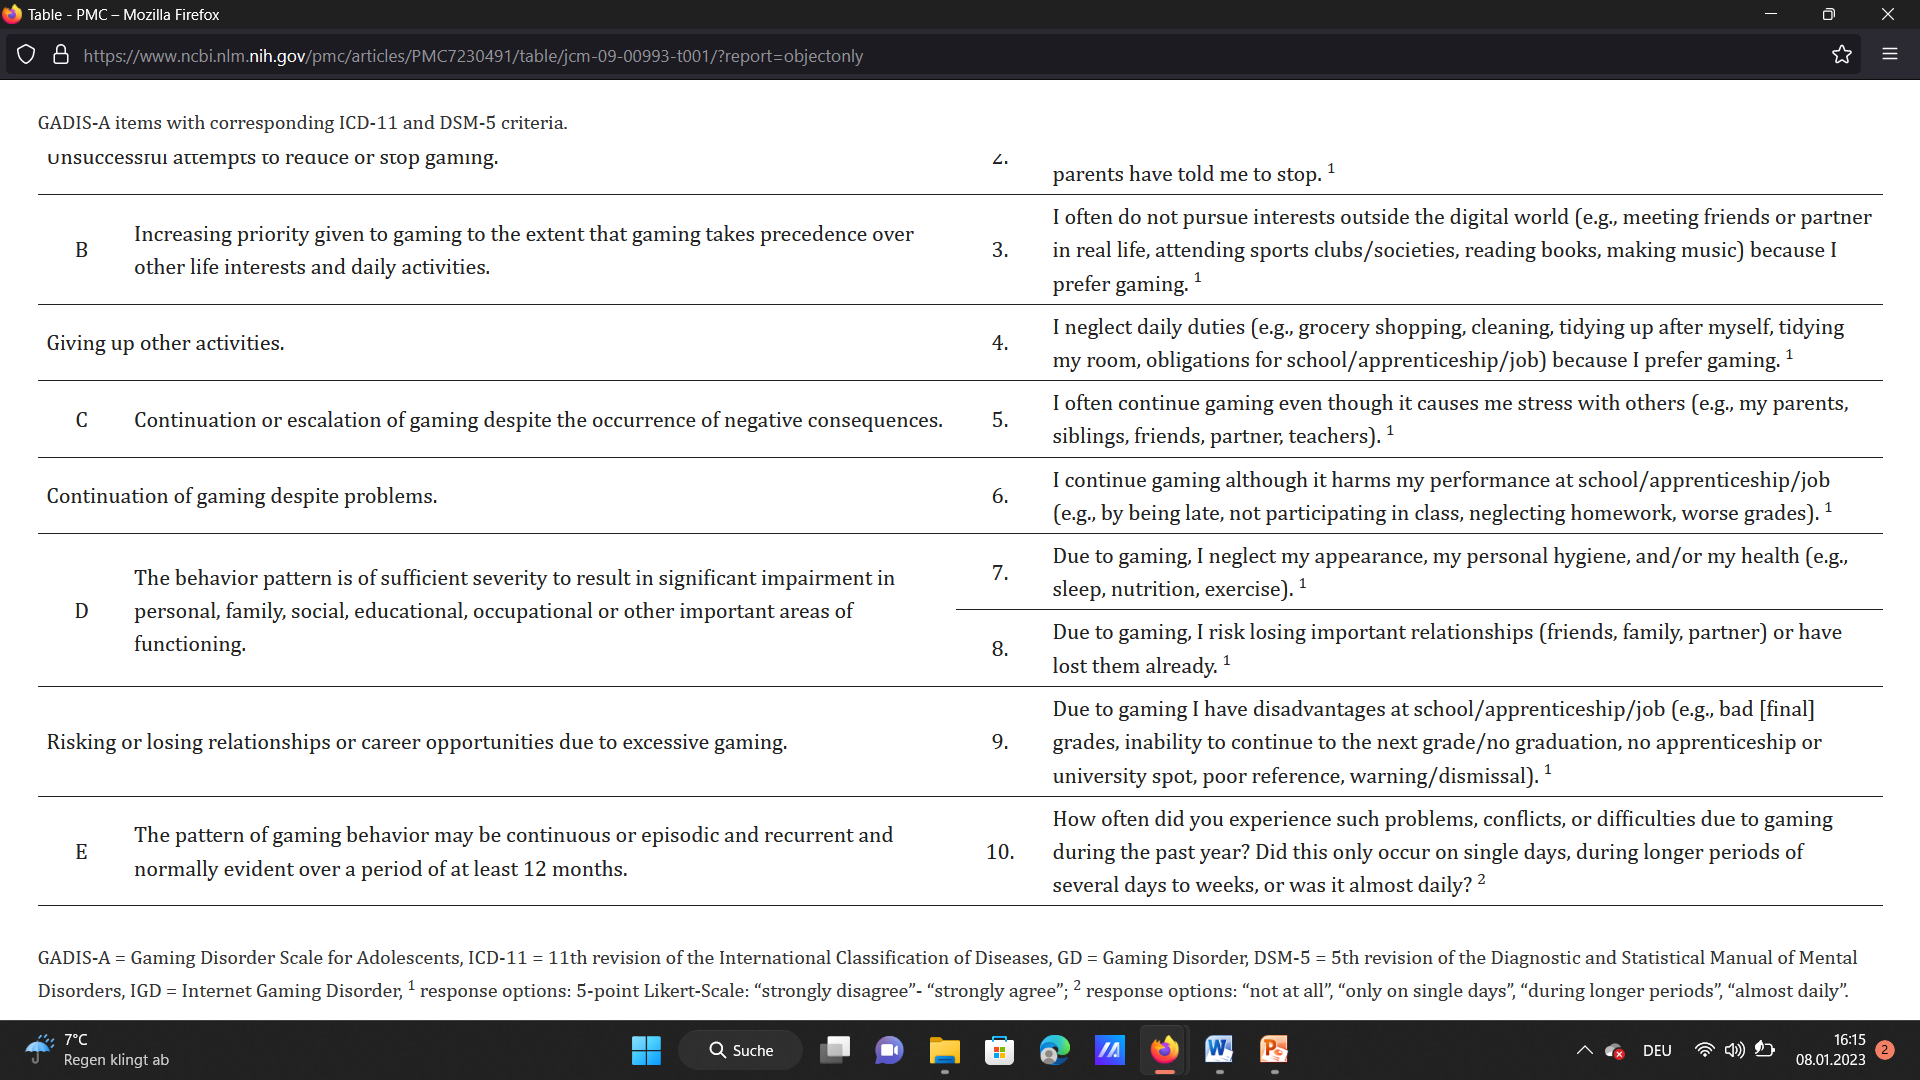 Table - PMC – Mozilla Firefox
https://www.ncbi.nlm.nih.gov/pmc/articles/PMC7230491/table/jcm-09-00993-t001/?report=objectonly
GADIS-A items with corresponding ICD-11 and DSM-5 criteria.
Unsuccessful attempts to reduce or stop gaming.
2.
parents have told me to stop. 1
B
Increasing priority given to gaming to the extent that gaming takes precedence over
other life interests and daily activities.
3.
I often do not pursue interests outside the digital world (e.g., meeting friends or partner
in real life, attending sports clubs/societies, reading books, making music) because I
prefer gaming. 1
Giving up other activities.
4.
I neglect daily duties (e.g., grocery shopping, cleaning, tidying up after myself, tidying
my room, obligations for school/apprenticeship/job) because I prefer gaming. 1
C
Continuation or escalation of gaming despite the occurrence of negative consequences.
5.
I often continue gaming even though it causes me stress with others (e.g., my parents,
siblings, friends, partner, teachers). 1
Continuation of gaming despite problems.
6.
I continue gaming although it harms my performance at school/apprenticeship/job
(e.g., by being late, not participating in class, neglecting homework, worse grades). 1
D
The behavior pattern is of sufficient severity to result in significant impairment in
personal, family, social, educational, occupational or other important areas of
functioning.
7.
Due to gaming, I neglect my appearance, my personal hygiene, and/or my health (e.g.,
sleep, nutrition, exercise). 1
8.
Due to gaming, I risk losing important relationships (friends, family, partner) or have
lost them already. 1
Risking or losing relationships or career opportunities due to excessive gaming.
9.
Due to gaming I have disadvantages at school/apprenticeship/job (e.g., bad [final]
grades, inability to continue to the next grade/no graduation, no apprenticeship or
university spot, poor reference, warning/dismissal). 1
E
The pattern of gaming behavior may be continuous or episodic and recurrent and
normally evident over a period of at least 12 months.
10.
How often did you experience such problems, conflicts, or difficulties due to gaming
during the past year? Did this only occur on single days, during longer periods of
several days to weeks, or was it almost daily? 2
GADIS-A = Gaming Disorder Scale for Adolescents, ICD-11 = 11th revision of the International Classification of Diseases, GD = Gaming Disorder, DSM-5 = 5th revision of the Diagnostic and Statistical Manual of Mental
Disorders, IGD = Internet Gaming Disorder, 1 response options: 5-point Likert-Scale: “strongly disagree”- “strongly agree”; 2 response options: “not at all”, “only on single days”, “during longer periods”, “almost daily”.
7°C
Regen klingt ab
Suche
DEU
16:15
08.01.2023
2